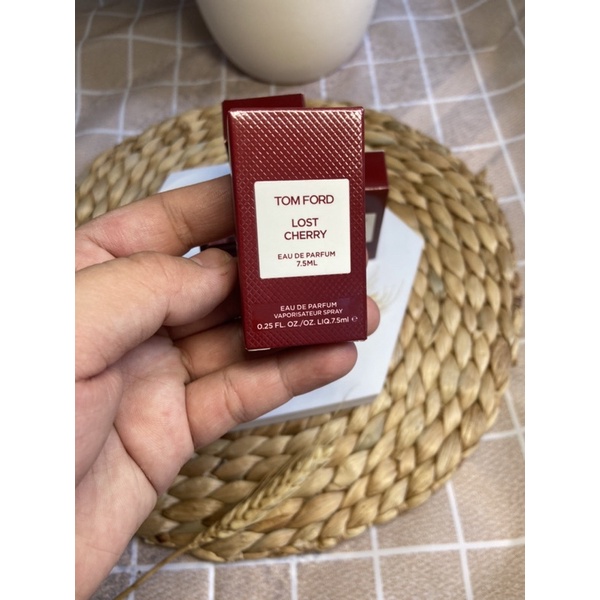 TOM FORD
LOST
CHERRY
EAU DE PARFUM
7.5ML
EAU DE PARFUM
VAPORISATEUR SPRAY
0.25 FL. OZ./OZ. LIQ.7.5ml ℮